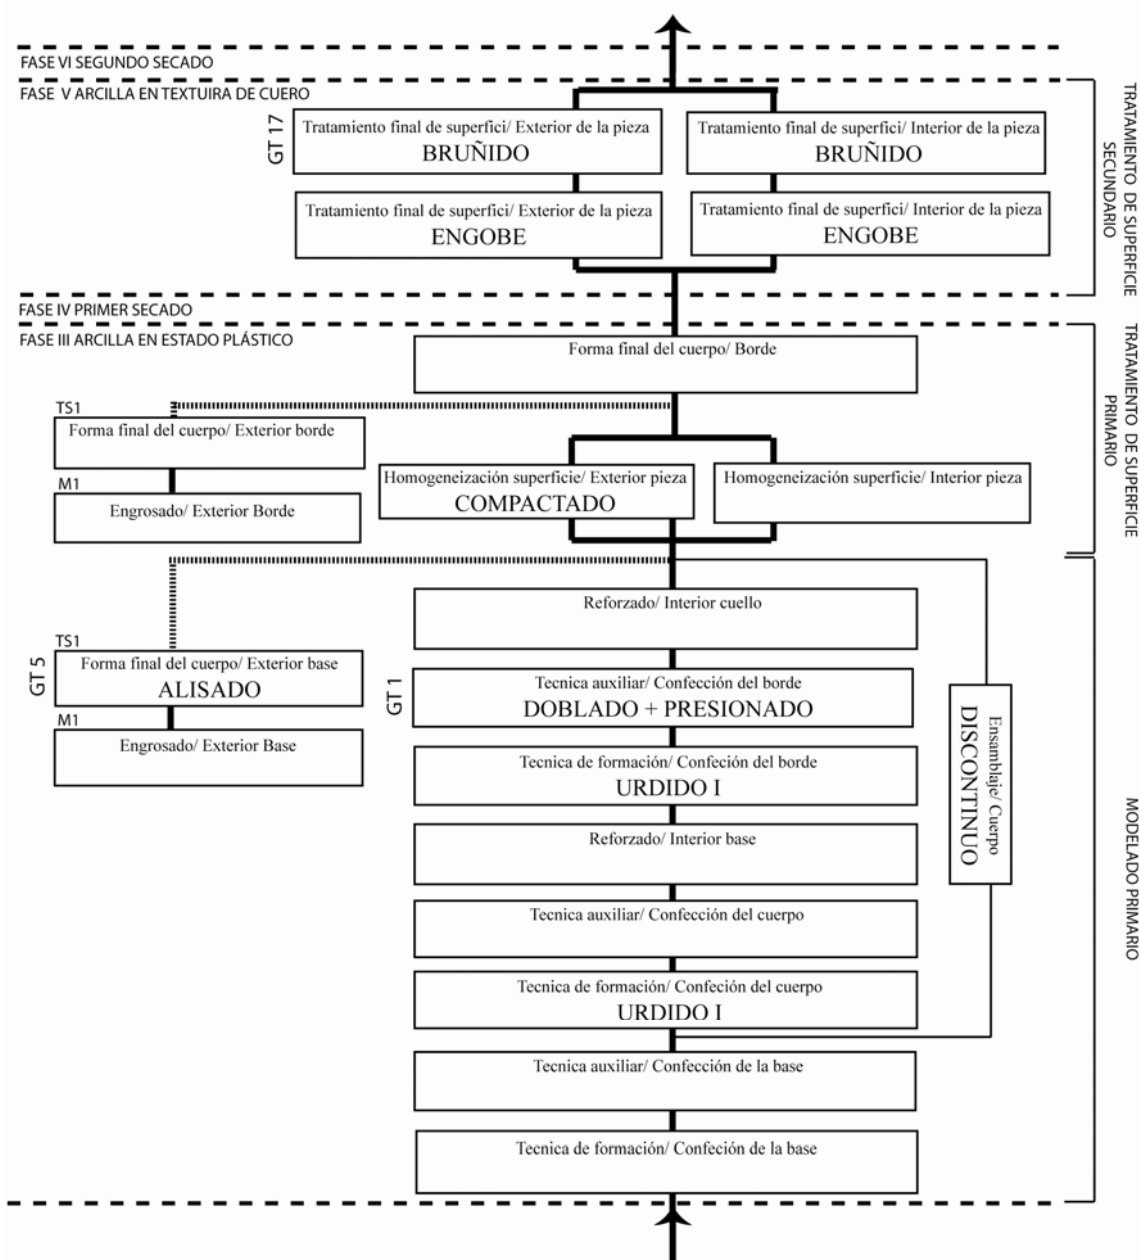 FASE VI SEGUNDO SECADO
FASE V ARCILLA EN TEXTUIRA DE CUERO
GT 17
Tratamiento final de superfici/ Exterior de la pieza
BRUÑIDO
Tratamiento final de superfici/ Interior de la pieza
BRUÑIDO
Tratamiento final de superfici/ Exterior de la pieza
ENGOBE
Tratamiento final de superfici/ Interior de la pieza
ENGOBE
TRATAMIENTO DE SUPERFICIE
SECUNDARIO
FASE IV PRIMER SECADO
FASE III ARCILLA EN ESTADO PLÁSTICO
Forma final del cuerpo/ Borde
TS1
Forma final del cuerpo/ Exterior borde
M1
Engrosado/ Exterior Borde
Homogeneización superficie/ Exterior pieza
COMPACTADO
Homogeneización superficie/ Interior pieza
TRATAMIENTO DE SUPERFICIE
PRIMARIO
Reforzado/ Interior cuello
GT 5
TS1
Forma final del cuerpo/ Exterior base
ALISADO
M1
Engrosado/ Exterior Base
GT 1
Tecnica auxiliar/ Confección del borde
DOBLADO + PRESIONADO
Tecnica de formación/ Confeción del borde
URDIDO I
Reforzado/ Interior base
Tecnica auxiliar/ Confección del cuerpo
Tecnica de formación/ Confeción del cuerpo
URDIDO I
Tecnica auxiliar/ Confección de la base
Tecnica de formación/ Confeción de la base
Ensamblaje/ Cuerpo
DISCONTINUO
MODELADO PRIMARIO